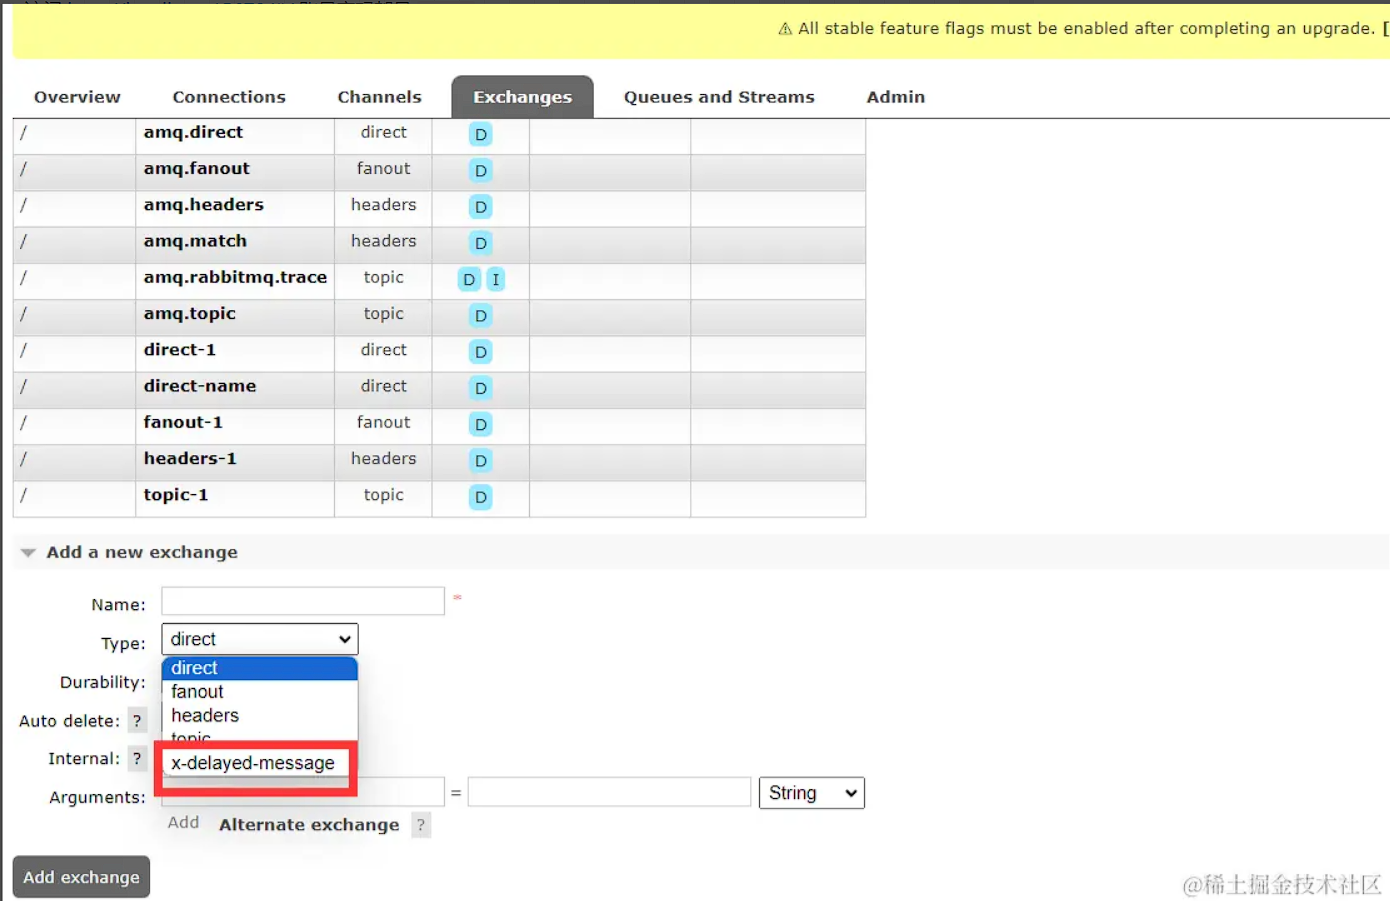 ⚠ All stable feature flags must be enabled after completing an upgrade. [
Overview Connections Channels Exchanges Queues and Streams Admin
/ amq.direct direct D
/ amq.fanout fanout D
/ amq.headers headers D
/ amq.match headers D
/ amq.rabbitmq.trace topic D I
/ amq.topic topic D
/ direct-1 direct D
/ direct-name direct D
/ fanout-1 fanout D
/ headers-1 headers D
/ topic-1 topic D
Add a new exchange
Name: *
Type: direct
direct
Durability:
fanout
headers
Auto delete: ?
topic
Internal: ?
x-delayed-message
Arguments: = String
Add Alternate exchange ?
Add exchange
@稀土掘金技术社区